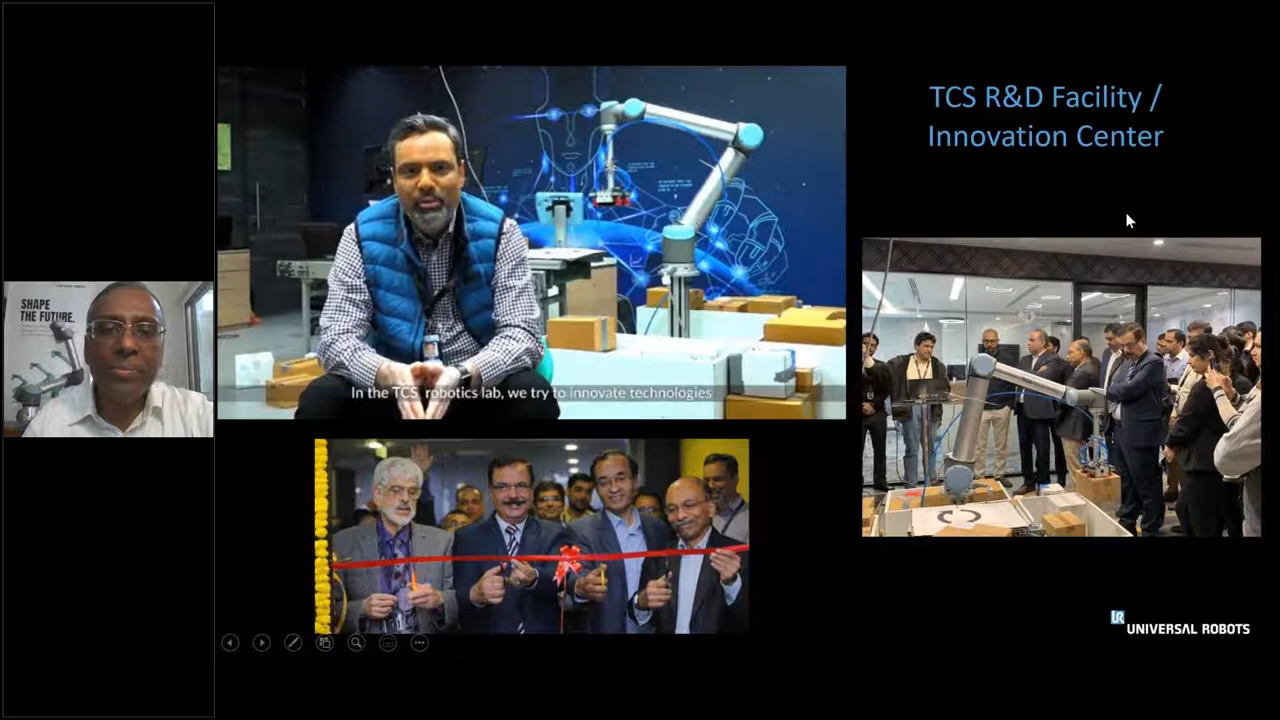 SHAPE
THE FUTURE.
In the TCS robotics lab, we try to innovate technologies
TCS R&D Facility /
Innovation Center
UR
UNIVERSAL ROBOTS